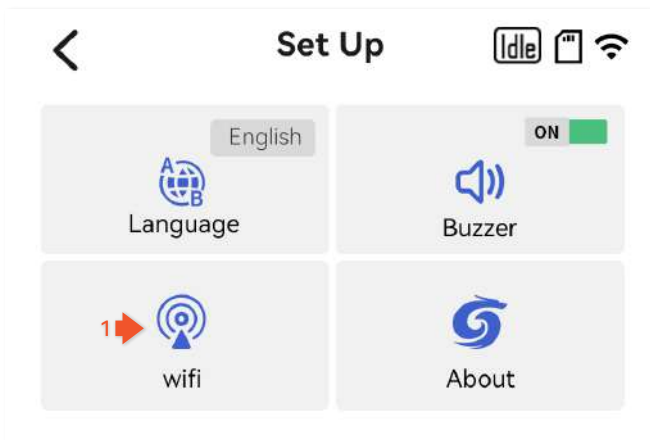 Set Up
Idle
English
ON
A
B
Language
Buzzer
1
wifi
About